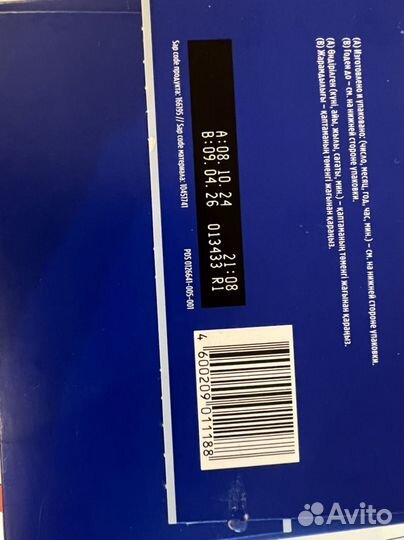 (A) Изготовлено и упаковано: (число, месяц, год, час, мин.) – см. на нижней стороне упаковки.
(B) Годен до – см. на нижней стороне упаковки.
(A) Өндірілген (күні, айы, жылы, сағаты, мин.) – қаптаманың төменгі жағынан қараңыз.
(B) Жарамдылығы – қаптаманың төменгі жағынан қараңыз.
A:08.10.24 21:08
B:09.04.26 013433 R1
Sap code продукта: 166195 // Sap code материала: 10451741
PDS 0126641-005-001
4 600209 011188
Avito